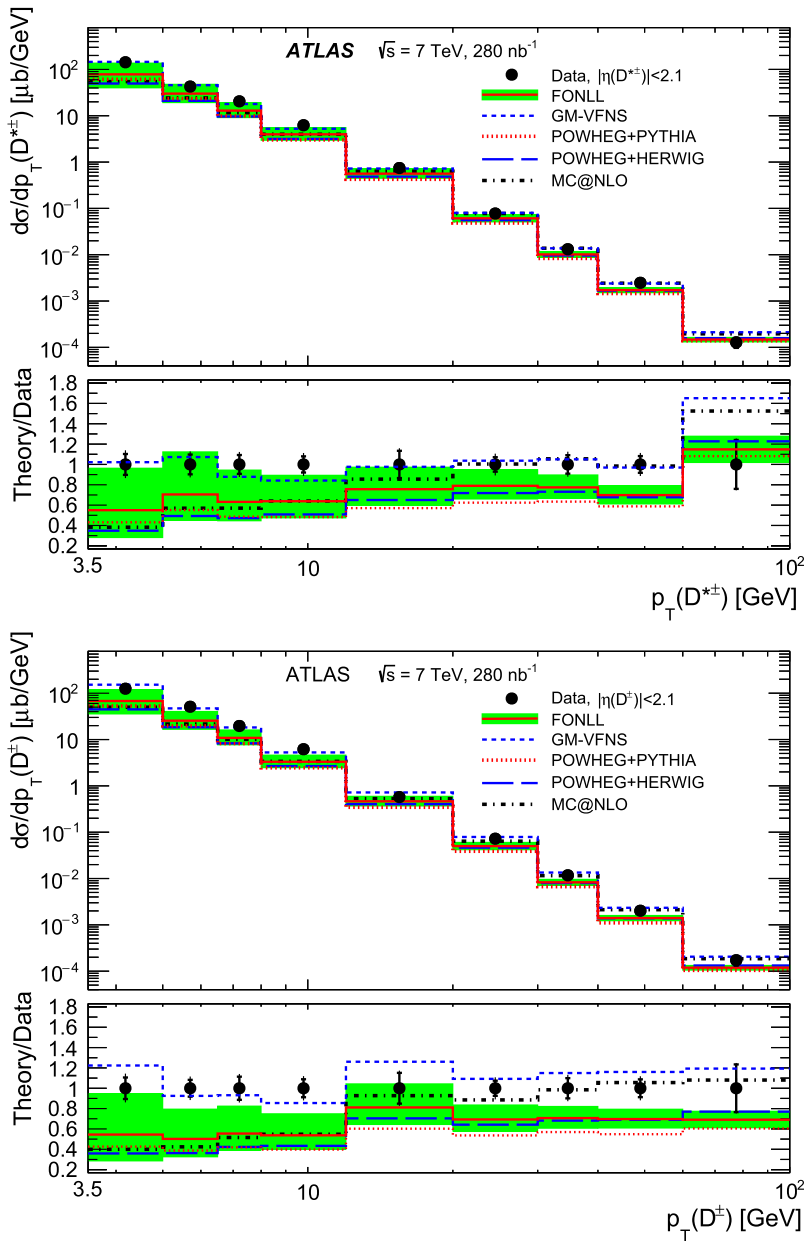 ATLAS √s = 7 TeV, 280 nb⁻¹
Data, |η(D*±)|<2.1
FONLL
GM-VFNS
POWHEG+PYTHIA
POWHEG+HERWIG
MC@NLO
dσ/dp_T(D*±) [μb/GeV]
10²
10
1
10⁻¹
10⁻²
10⁻³
10⁻⁴
Theory/Data
1.8
1.6
1.4
1.2
1.0
0.8
0.6
0.4
0.2
3.5 10 10²
p_T(D*±) [GeV]
ATLAS √s = 7 TeV, 280 nb⁻¹
Data, |η(D±)|<2.1
FONLL
GM-VFNS
POWHEG+PYTHIA
POWHEG+HERWIG
MC@NLO
dσ/dp_T(D±) [μb/GeV]
10²
10
1
10⁻¹
10⁻²
10⁻³
10⁻⁴
Theory/Data
1.8
1.6
1.4
1.2
1.0
0.8
0.6
0.4
0.2
3.5 10 10²
p_T(D±) [GeV]